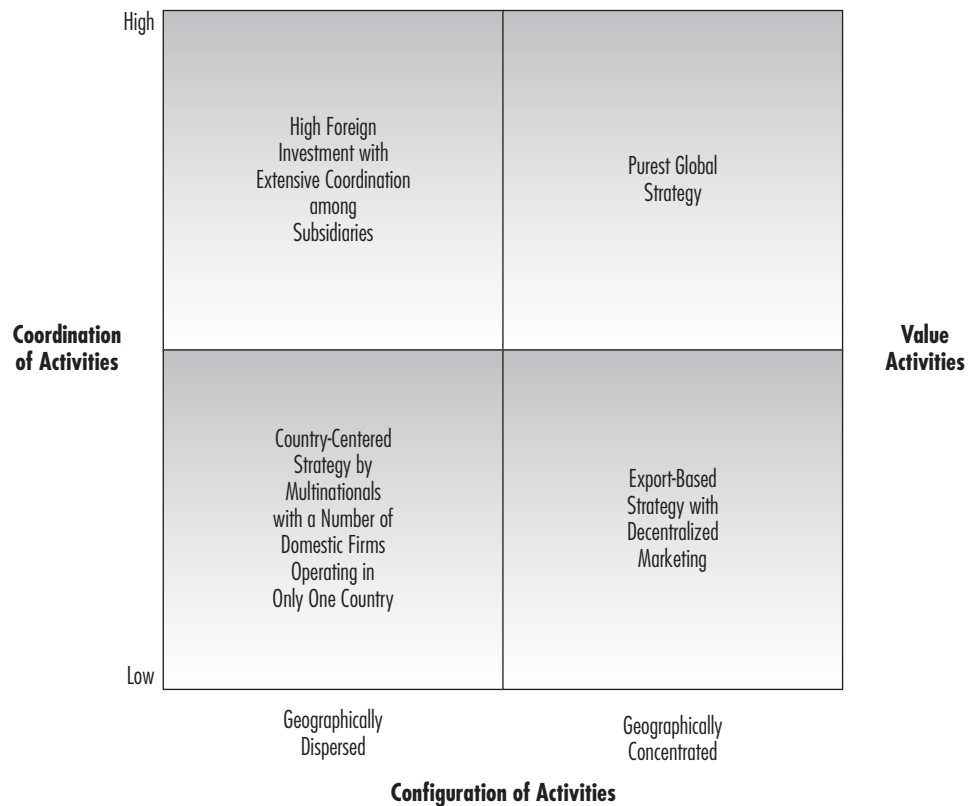 High
High Foreign
Investment with
Extensive Coordination
among
Subsidiaries
Purest Global
Strategy
Coordination
of Activities
Value
Activities
Country-Centered
Strategy by
Multinationals
with a Number of
Domestic Firms
Operating in
Only One Country
Export-Based
Strategy with
Decentralized
Marketing
Low
Geographically
Dispersed
Geographically
Concentrated
Configuration of Activities